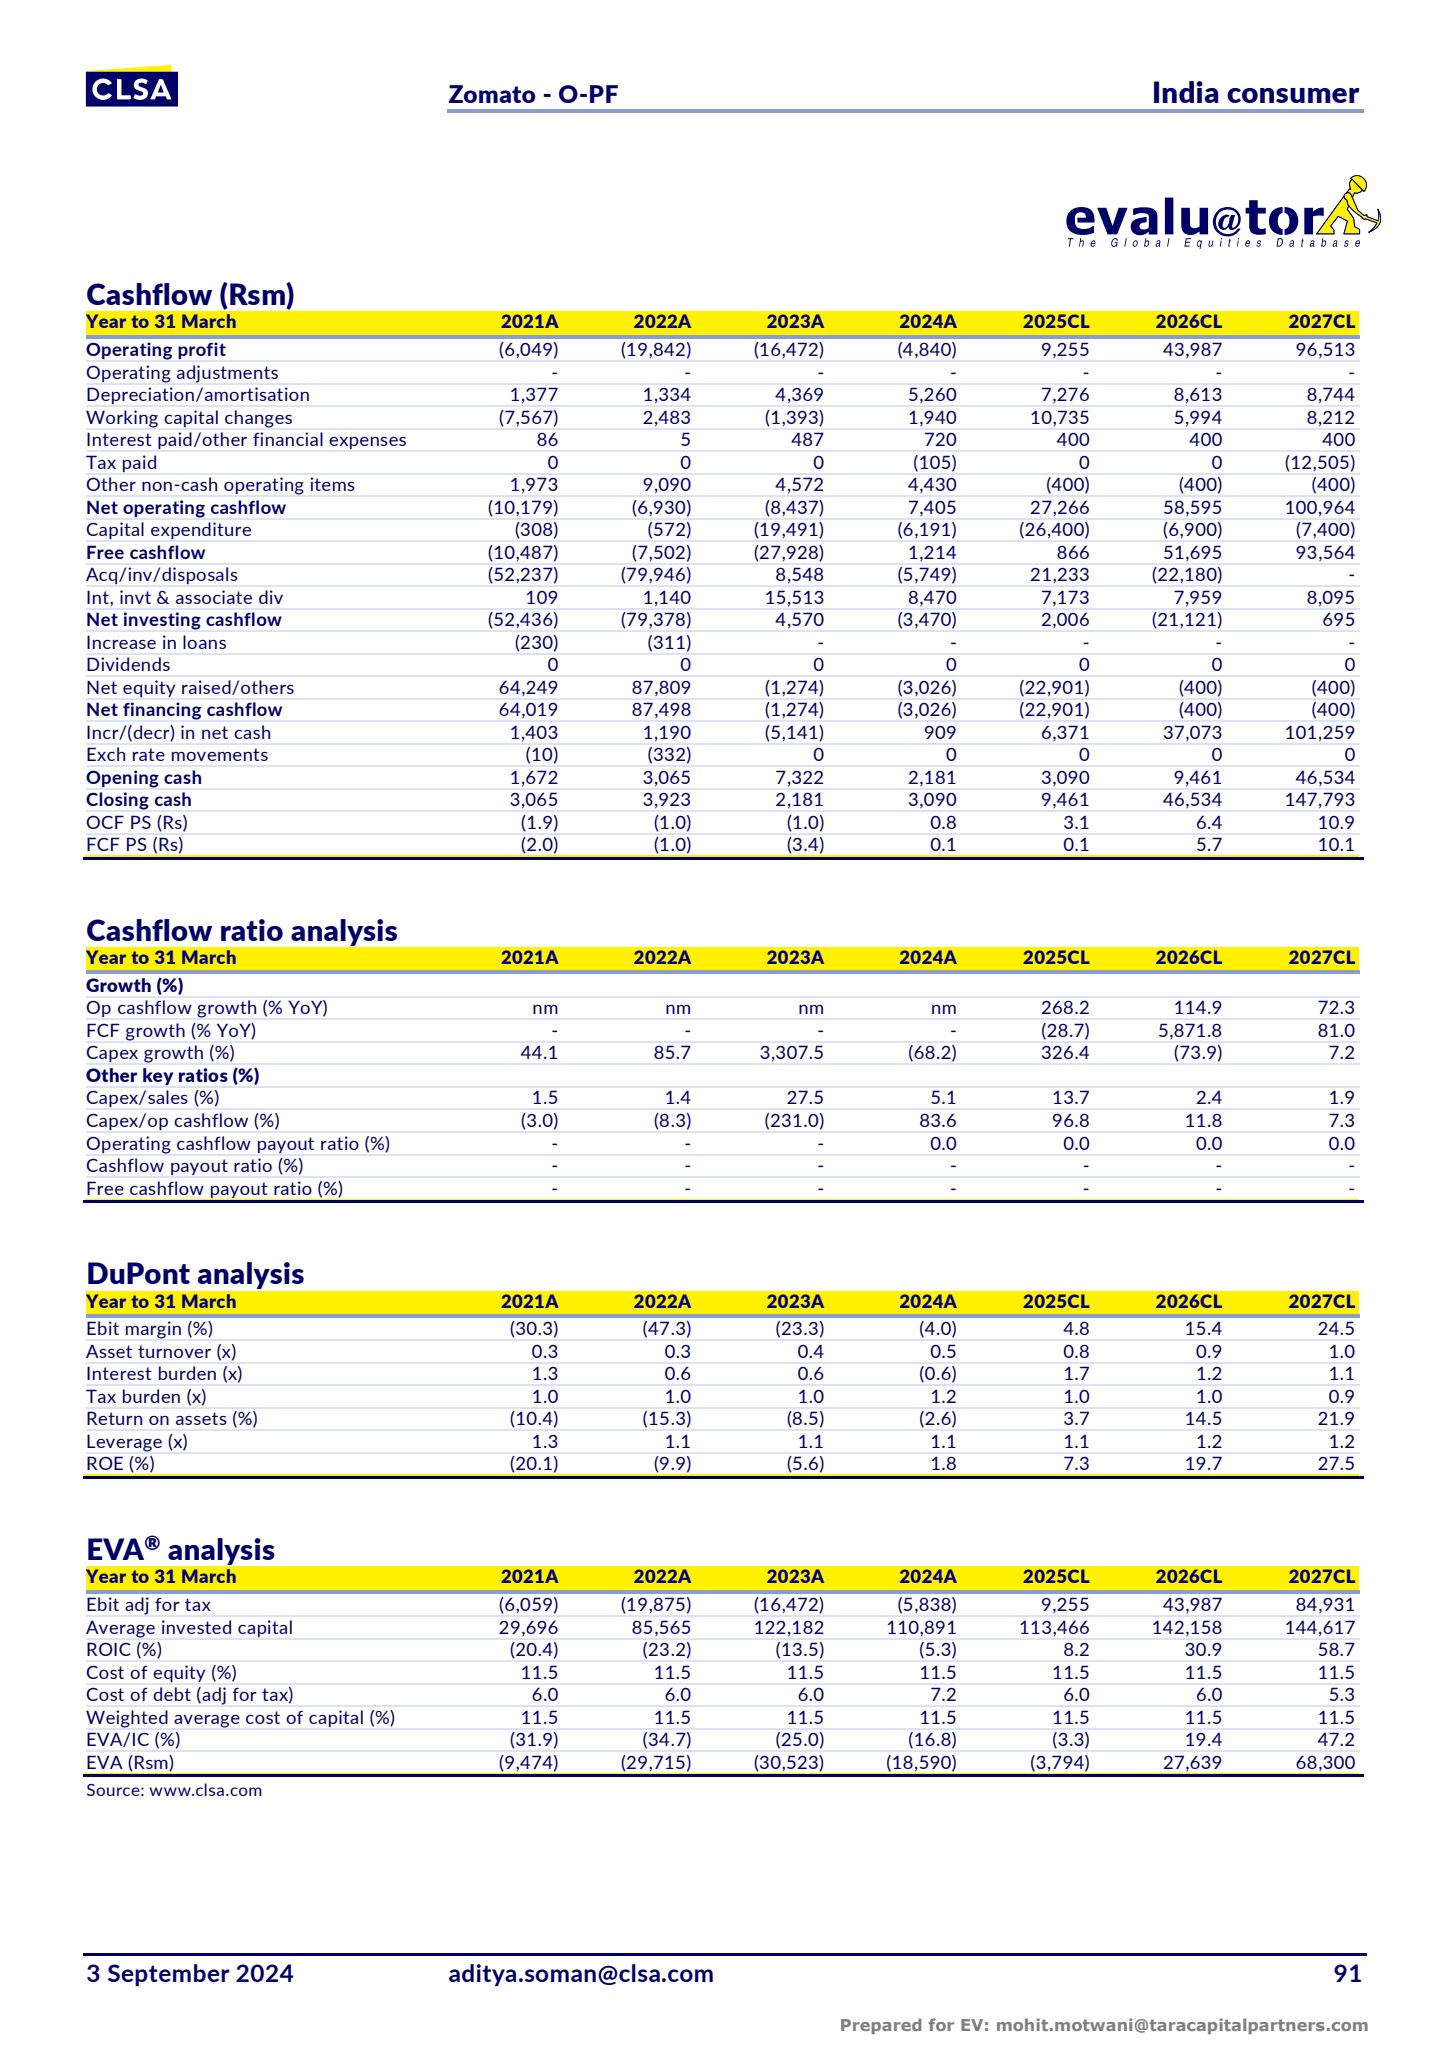 CLSA
Zomato - O-PF India consumer
evalu@tor
The Global Equities Database
Cashflow (Rsm)
Year to 31 March 2021A 2022A 2023A 2024A 2025CL 2026CL 2027CL
Operating profit (6,049) (19,842) (16,472) (4,840) 9,255 43,987 96,513
Operating adjustments - - - - - - -
Depreciation/amortisation 1,377 1,334 4,369 5,260 7,276 8,613 8,744
Working capital changes (7,567) 2,483 (1,393) 1,940 10,735 5,994 8,212
Interest paid/other financial expenses 86 5 487 720 400 400 400
Tax paid 0 0 0 (105) 0 0 (12,505)
Other non-cash operating items 1,973 9,090 4,572 4,430 (400) (400) (400)
Net operating cashflow (10,179) (6,930) (8,437) 7,405 27,266 58,595 100,964
Capital expenditure (308) (572) (19,491) (6,191) (26,400) (6,900) (7,400)
Free cashflow (10,487) (7,502) (27,928) 1,214 866 51,695 93,564
Acq/inv/disposals (52,237) (79,946) 8,548 (5,749) 21,233 (22,180) -
Int, invt & associate div 109 1,140 15,513 8,470 7,173 7,959 8,095
Net investing cashflow (52,436) (79,378) 4,570 (3,470) 2,006 (21,121) 695
Increase in loans (230) (311) - - - - -
Dividends 0 0 0 0 0 0 0
Net equity raised/others 64,249 87,809 (1,274) (3,026) (22,901) (400) (400)
Net financing cashflow 64,019 87,498 (1,274) (3,026) (22,901) (400) (400)
Incr/(decr) in net cash 1,403 1,190 (5,141) 909 6,371 37,073 101,259
Exch rate movements (10) (332) 0 0 0 0 0
Opening cash 1,672 3,065 7,322 2,181 3,090 9,461 46,534
Closing cash 3,065 3,923 2,181 3,090 9,461 46,534 147,793
OCF PS (Rs) (1.9) (1.0) (1.0) 0.8 3.1 6.4 10.9
FCF PS (Rs) (2.0) (1.0) (3.4) 0.1 0.1 5.7 10.1
Cashflow ratio analysis
Year to 31 March 2021A 2022A 2023A 2024A 2025CL 2026CL 2027CL
Growth (%)
Op cashflow growth (% YoY) nm nm nm nm 268.2 114.9 72.3
FCF growth (% YoY) - - - - (28.7) 5,871.8 81.0
Capex growth (%) 44.1 85.7 3,307.5 (68.2) 326.4 (73.9) 7.2
Other key ratios (%)
Capex/sales (%) 1.5 1.4 27.5 5.1 13.7 2.4 1.9
Capex/op cashflow (%) (3.0) (8.3) (231.0) 83.6 96.8 11.8 7.3
Operating cashflow payout ratio (%) - - - 0.0 0.0 0.0 0.0
Cashflow payout ratio (%) - - - - - - -
Free cashflow payout ratio (%) - - - - - - -
DuPont analysis
Year to 31 March 2021A 2022A 2023A 2024A 2025CL 2026CL 2027CL
Ebit margin (%) (30.3) (47.3) (23.3) (4.0) 4.8 15.4 24.5
Asset turnover (x) 0.3 0.3 0.4 0.5 0.8 0.9 1.0
Interest burden (x) 1.3 0.6 0.6 (0.6) 1.7 1.2 1.1
Tax burden (x) 1.0 1.0 1.0 1.2 1.0 1.0 0.9
Return on assets (%) (10.4) (15.3) (8.5) (2.6) 3.7 14.5 21.9
Leverage (x) 1.3 1.1 1.1 1.1 1.1 1.2 1.2
ROE (%) (20.1) (9.9) (5.6) 1.8 7.3 19.7 27.5
EVA® analysis
Year to 31 March 2021A 2022A 2023A 2024A 2025CL 2026CL 2027CL
Ebit adj for tax (6,059) (19,875) (16,472) (5,838) 9,255 43,987 84,931
Average invested capital 29,696 85,565 122,182 110,891 113,466 142,158 144,617
ROIC (%) (20.4) (23.2) (13.5) (5.3) 8.2 30.9 58.7
Cost of equity (%) 11.5 11.5 11.5 11.5 11.5 11.5 11.5
Cost of debt (adj for tax) 6.0 6.0 6.0 7.2 6.0 6.0 5.3
Weighted average cost of capital (%) 11.5 11.5 11.5 11.5 11.5 11.5 11.5
EVA/IC (%) (31.9) (34.7) (25.0) (16.8) (3.3) 19.4 47.2
EVA (Rsm) (9,474) (29,715) (30,523) (18,590) (3,794) 27,639 68,300
Source: www.clsa.com
3 September 2024 aditya.soman@clsa.com 91
Prepared for EV: mohit.motwani@taracapitalpartners.com